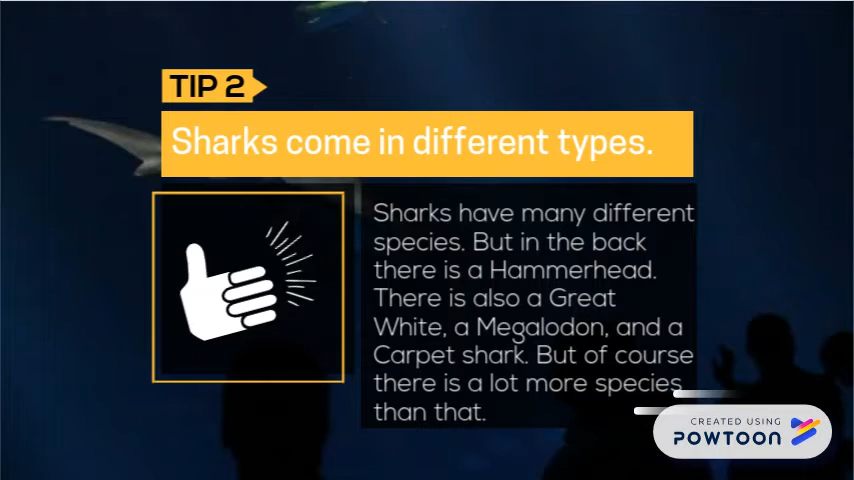 TIP 2
Sharks come in different types.
Sharks have many different
species. But in the back
there is a Hammerhead.
There is also a Great
White, a Megalodon, and a
Carpet shark. But of course
there is a lot more species
than that.
CREATED USING
POWTOON